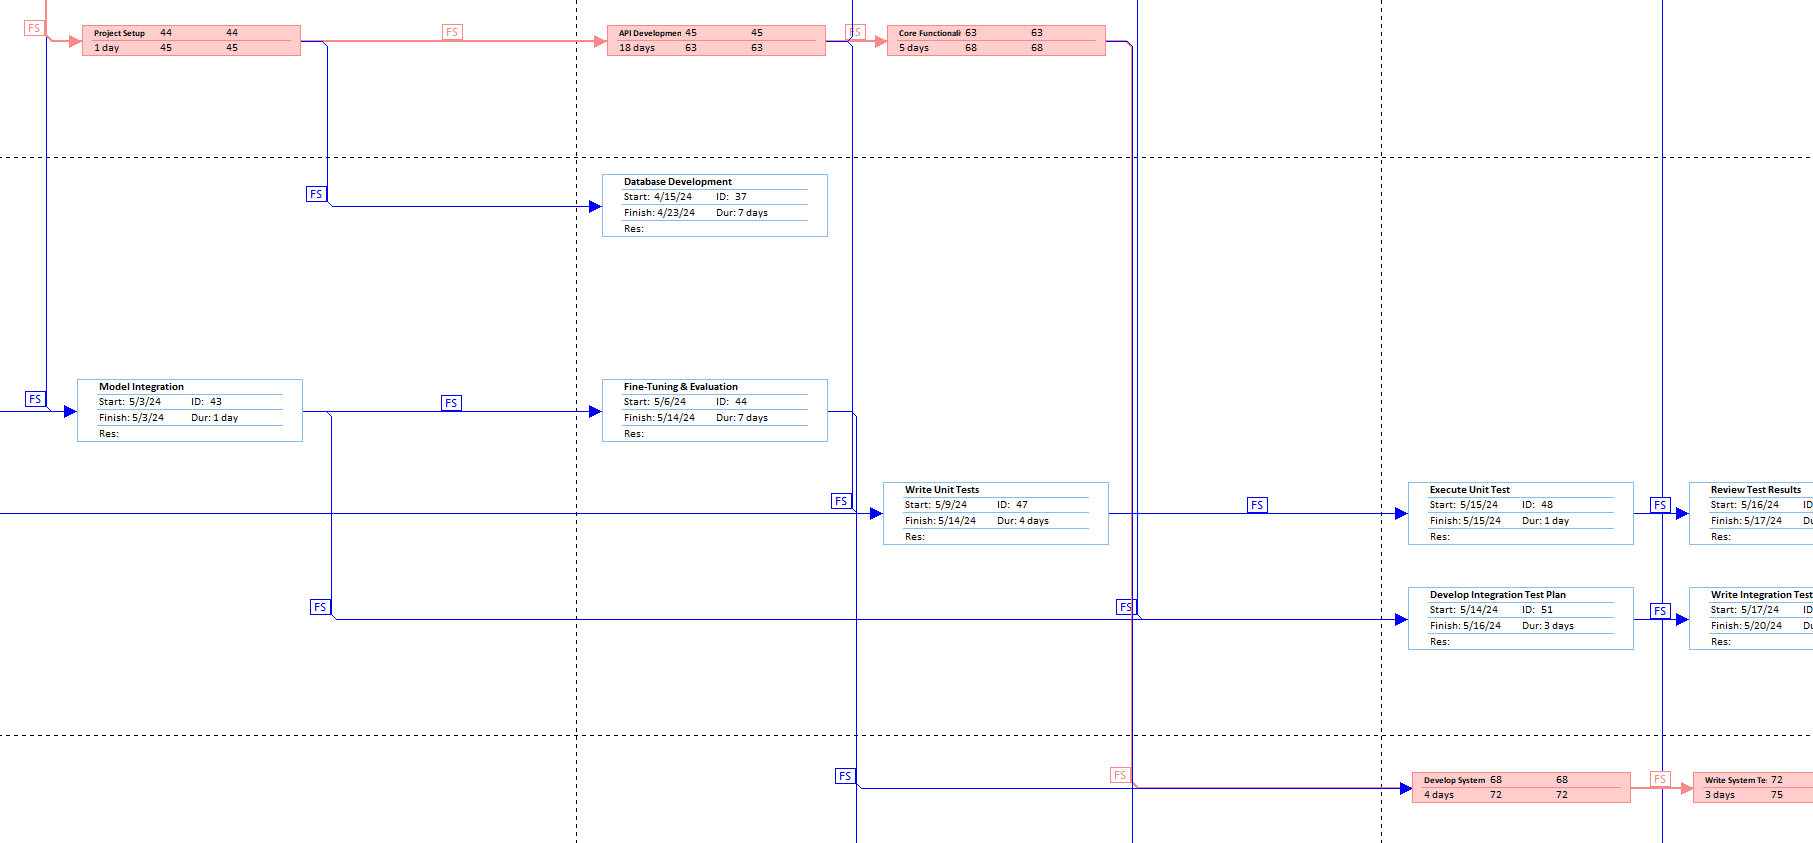 FS
Project Setup 44 44
1 day 45 45
FS
API Developmen 45 45
18 days 63 63
FS
Core Functionali 63 63
5 days 68 68
FS
Database Development
Start: 4/15/24 ID: 37
Finish: 4/23/24 Dur: 7 days
Res:
FS
Model Integration
Start: 5/3/24 ID: 43
Finish: 5/3/24 Dur: 1 day
Res:
FS
Fine-Tuning & Evaluation
Start: 5/6/24 ID: 44
Finish: 5/14/24 Dur: 7 days
Res:
FS
Write Unit Tests
Start: 5/9/24 ID: 47
Finish: 5/14/24 Dur: 4 days
Res:
FS
Execute Unit Test
Start: 5/15/24 ID: 48
Finish: 5/15/24 Dur: 1 day
Res:
FS
Review Test Results
Start: 5/16/24 ID
Finish: 5/17/24 Du
Res:
FS
FS
Develop Integration Test Plan
Start: 5/14/24 ID: 51
Finish: 5/16/24 Dur: 3 days
Res:
FS
Write Integration Test
Start: 5/17/24 ID
Finish: 5/20/24 Du
Res:
FS
FS
Develop System 68 68
4 days 72 72
FS
Write System Te: 72
3 days 75